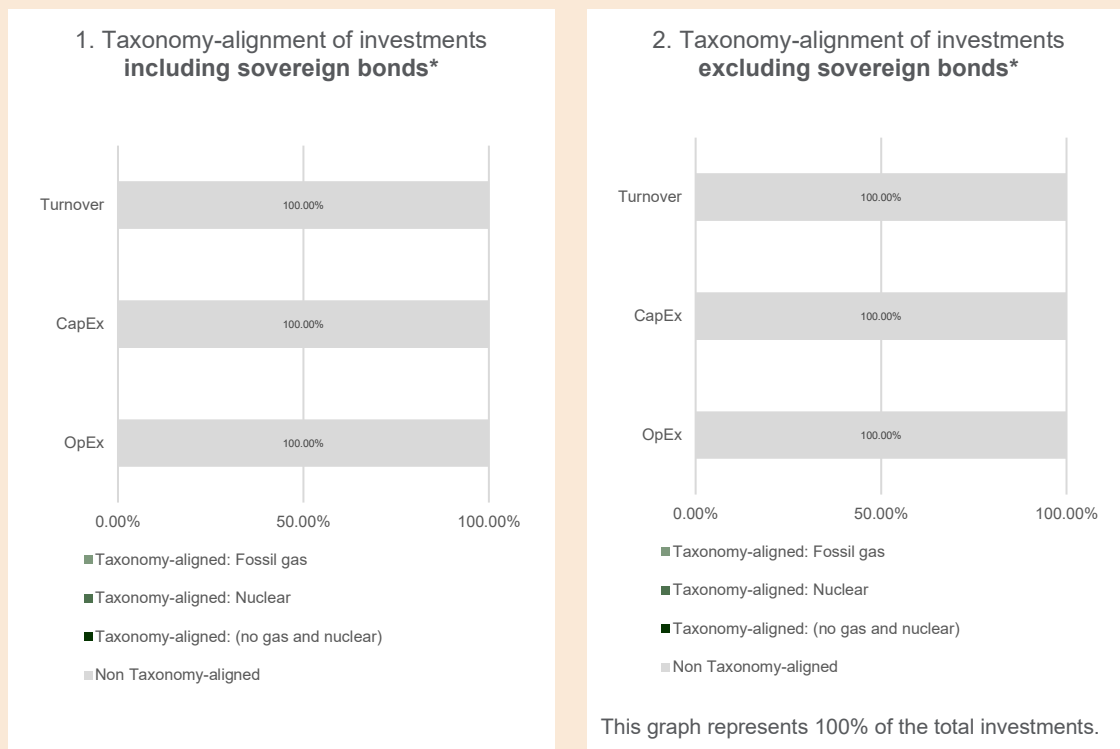 1. Taxonomy-alignment of investments
including sovereign bonds*
Turnover
100.00%
CapEx
100.00%
OpEx
100.00%
0.00%
50.00%
100.00%
Taxonomy-aligned: Fossil gas
Taxonomy-aligned: Nuclear
Taxonomy-aligned: (no gas and nuclear)
Non Taxonomy-aligned
2. Taxonomy-alignment of investments
excluding sovereign bonds*
Turnover
100.00%
CapEx
100.00%
OpEx
100.00%
0.00%
50.00%
100.00%
Taxonomy-aligned: Fossil gas
Taxonomy-aligned: Nuclear
Taxonomy-aligned: (no gas and nuclear)
Non Taxonomy-aligned
This graph represents 100% of the total investments.